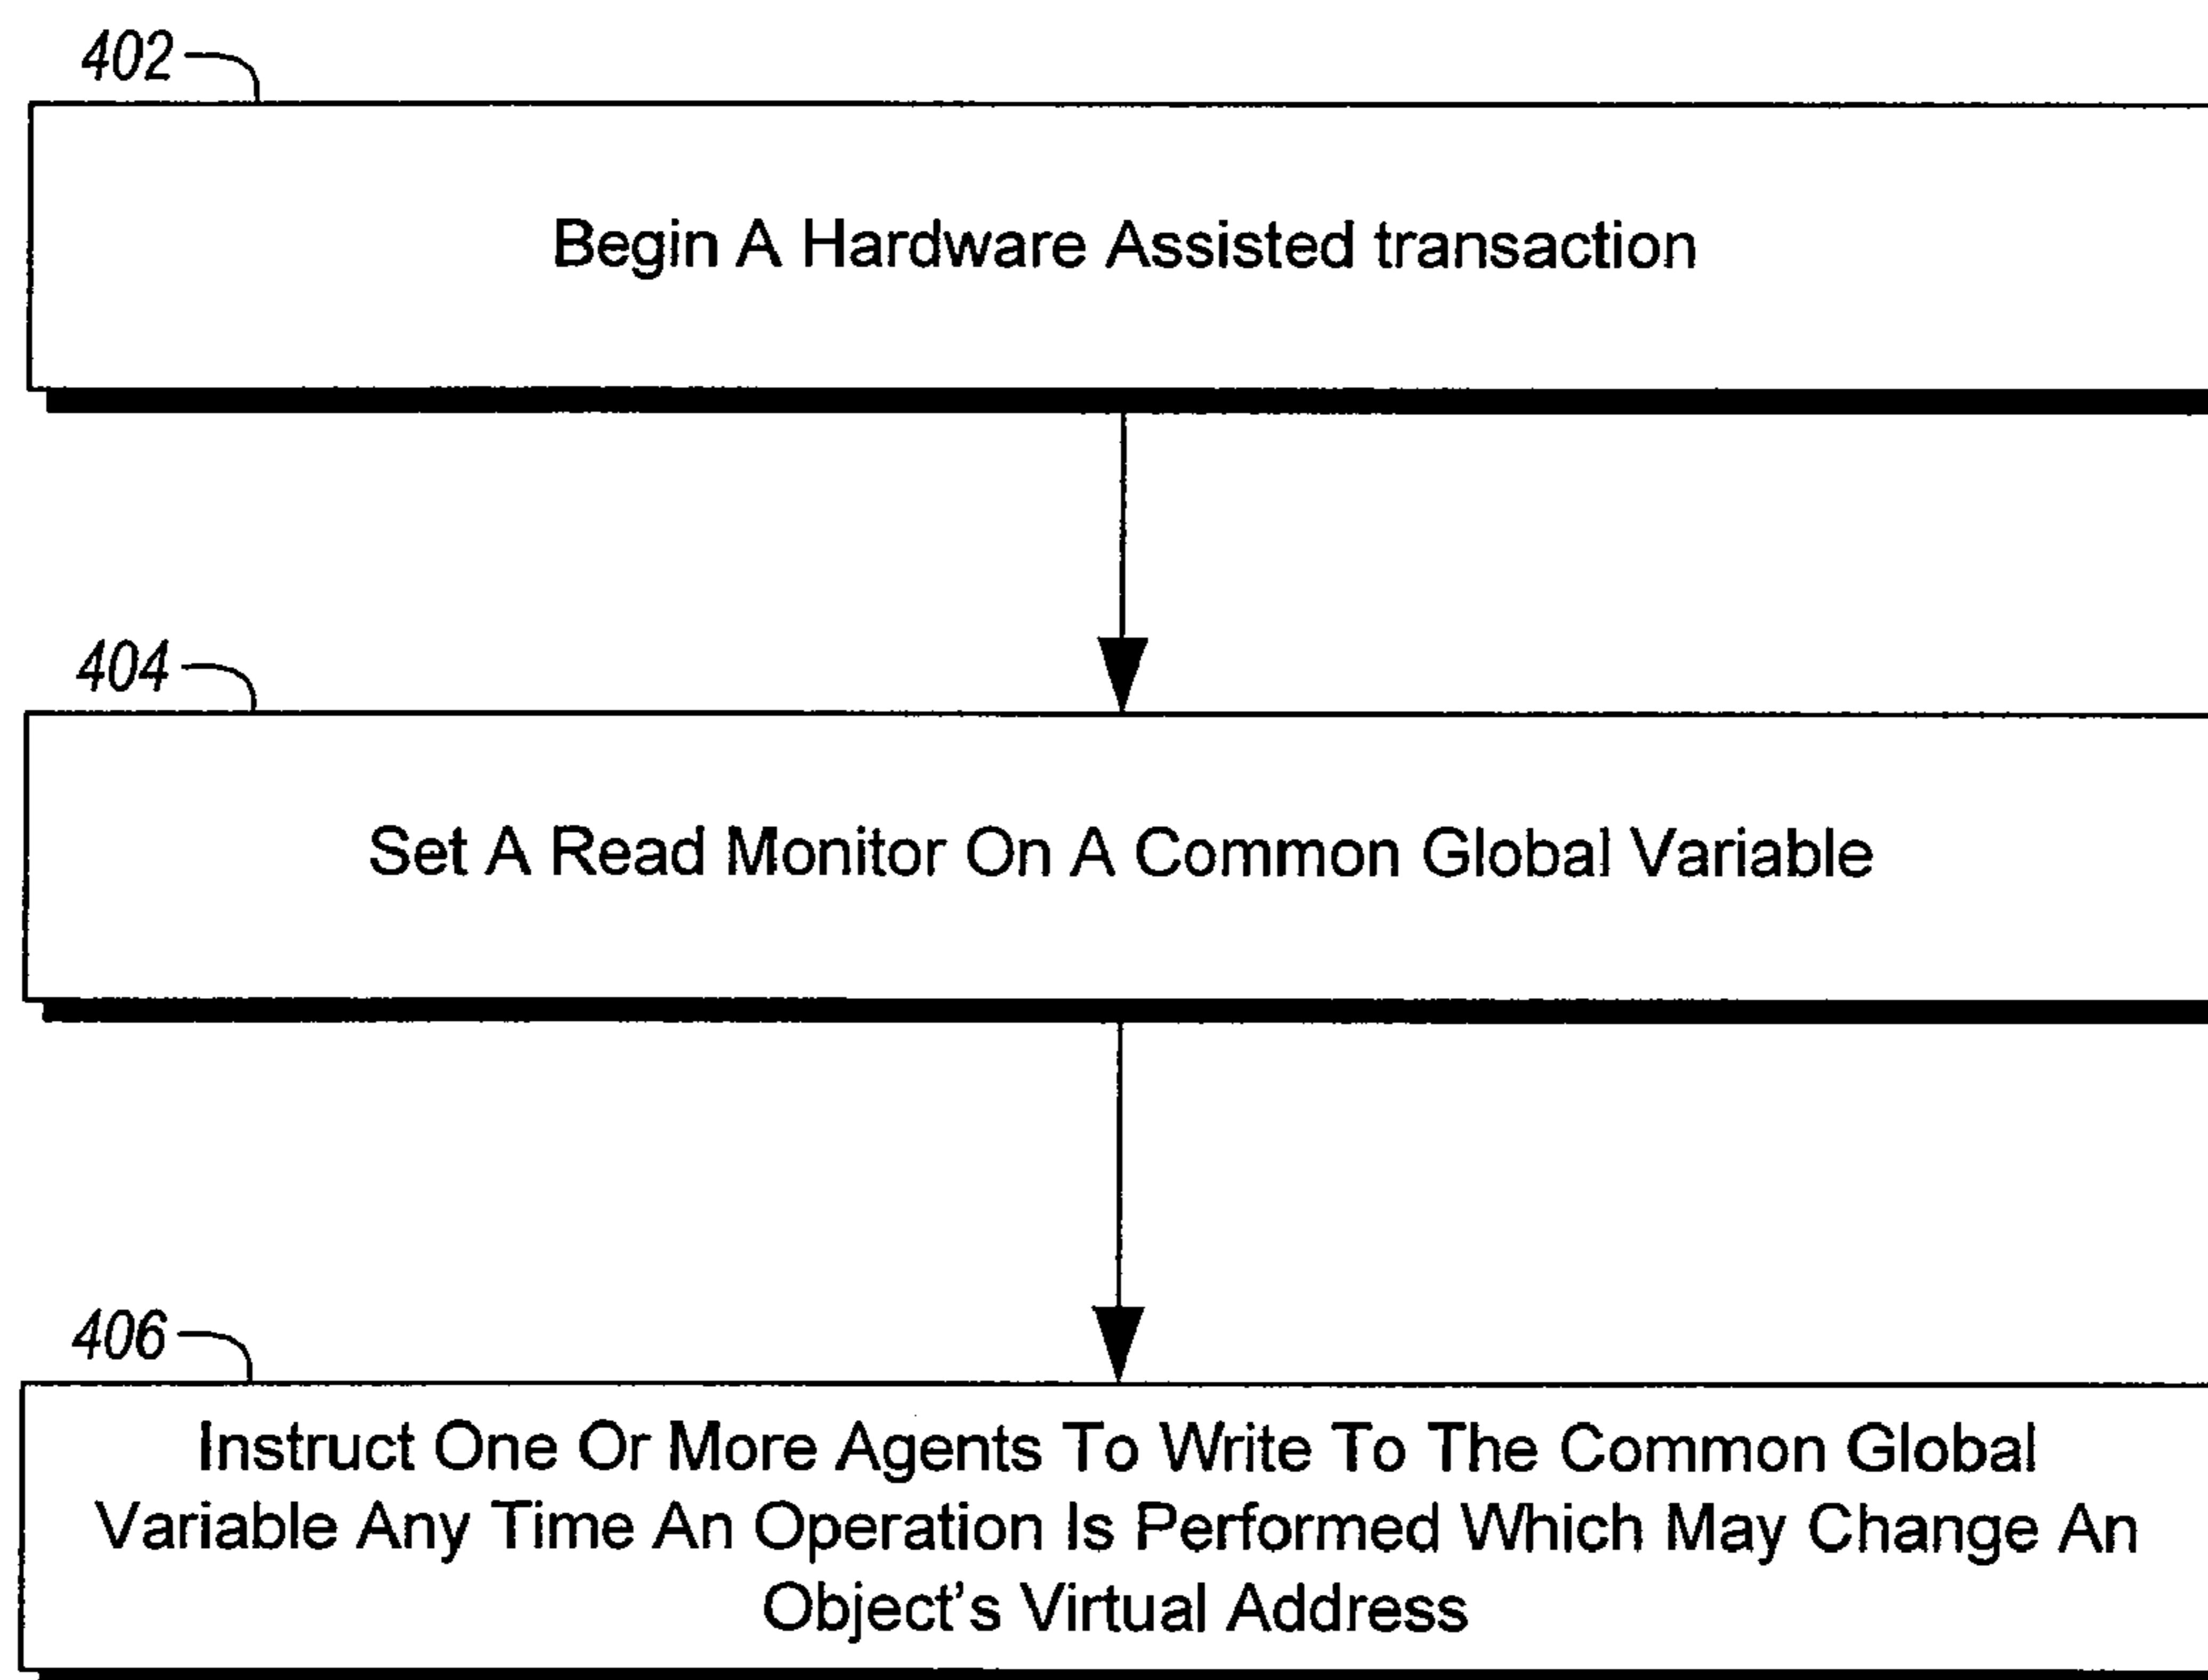 402
Begin A Hardware Assisted transaction
404
Set A Read Monitor On A Common Global Variable
406
Instruct One Or More Agents To Write To The Common Global
Variable Any Time An Operation Is Performed Which May Change An
Object's Virtual Address